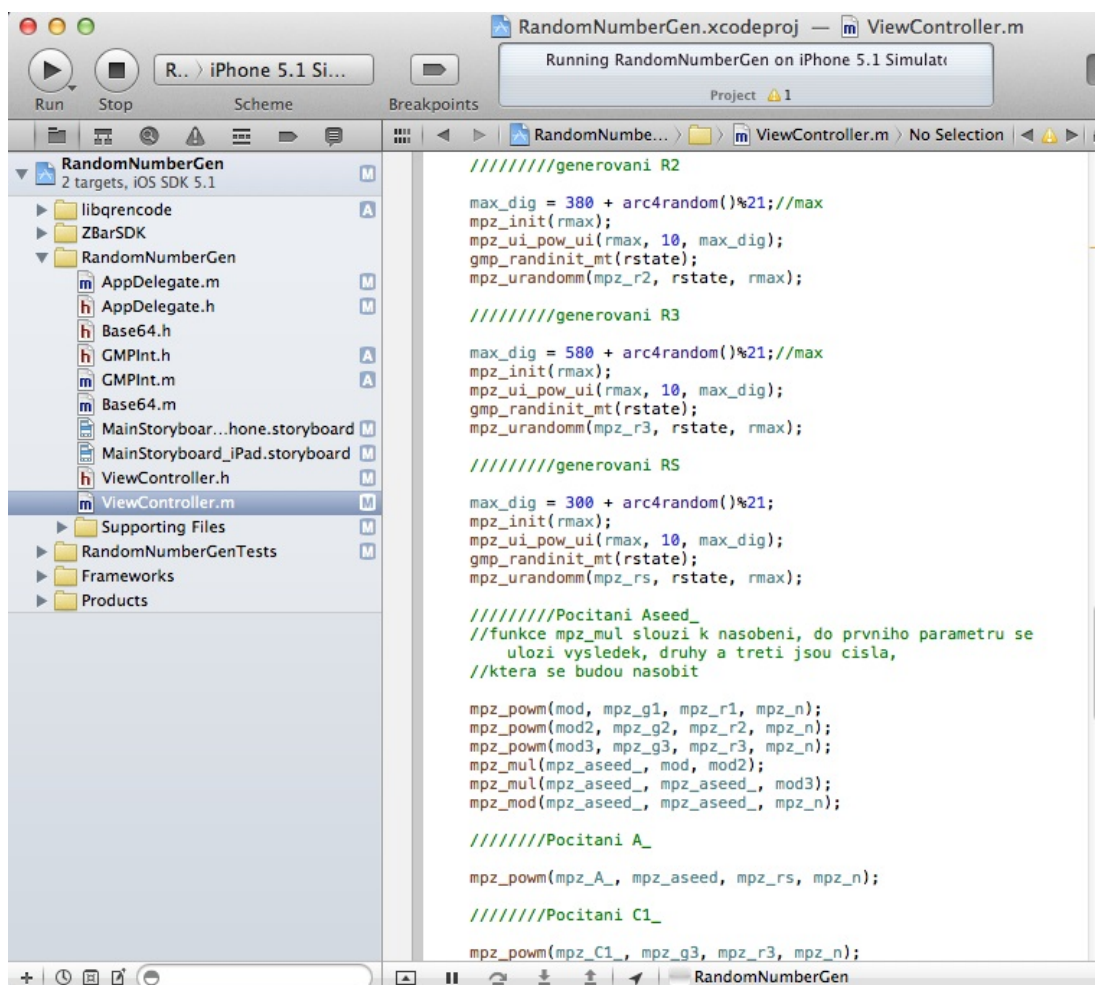 RandomNumberGen.xcodeproj — m ViewController.m
R.. 〉 iPhone 5.1 Si...
Running RandomNumberGen on iPhone 5.1 Simulat
Project 1
Run Stop Scheme Breakpoints
RandomNumbe... 〉 〉 m ViewController.m 〉 No Selection
RandomNumberGen M
2 targets, iOS SDK 5.1
libqrencode A
ZBarSDK
RandomNumberGen
m AppDelegate.m M
h AppDelegate.h M
h Base64.h
h GMPInt.h A
m GMPInt.m A
m Base64.m
MainStoryboar...hone.storyboard M
MainStoryboard_iPad.storyboard M
h ViewController.h M
m ViewController.m M
Supporting Files M
RandomNumberGenTests M
Frameworks
Products
/////////generovani R2
max_dig = 380 + arc4random()%21;//max
mpz_init(rmax);
mpz_ui_pow_ui(rmax, 10, max_dig);
gmp_randinit_mt(rstate);
mpz_urandomm(mpz_r2, rstate, rmax);
/////////generovani R3
max_dig = 580 + arc4random()%21;//max
mpz_init(rmax);
mpz_ui_pow_ui(rmax, 10, max_dig);
gmp_randinit_mt(rstate);
mpz_urandomm(mpz_r3, rstate, rmax);
/////////generovani RS
max_dig = 300 + arc4random()%21;
mpz_init(rmax);
mpz_ui_pow_ui(rmax, 10, max_dig);
gmp_randinit_mt(rstate);
mpz_urandomm(mpz_rs, rstate, rmax);
/////////Pocitani Aseed_
//funkce mpz_mul slouzi k nasobeni, do prvniho parametru se
ulozi vysledek, druhy a treti jsou cisla,
//ktera se budou nasobit
mpz_powm(mod, mpz_g1, mpz_r1, mpz_n);
mpz_powm(mod2, mpz_g2, mpz_r2, mpz_n);
mpz_powm(mod3, mpz_g3, mpz_r3, mpz_n);
mpz_mul(mpz_aseed_, mod, mod2);
mpz_mul(mpz_aseed_, mpz_aseed_, mod3);
mpz_mod(mpz_aseed_, mpz_aseed_, mpz_n);
////////Pocitani A_
mpz_powm(mpz_A_, mpz_aseed, mpz_rs, mpz_n);
////////Pocitani C1_
mpz_powm(mpz_C1_, mpz_g3, mpz_r3, mpz_n);
RandomNumberGen